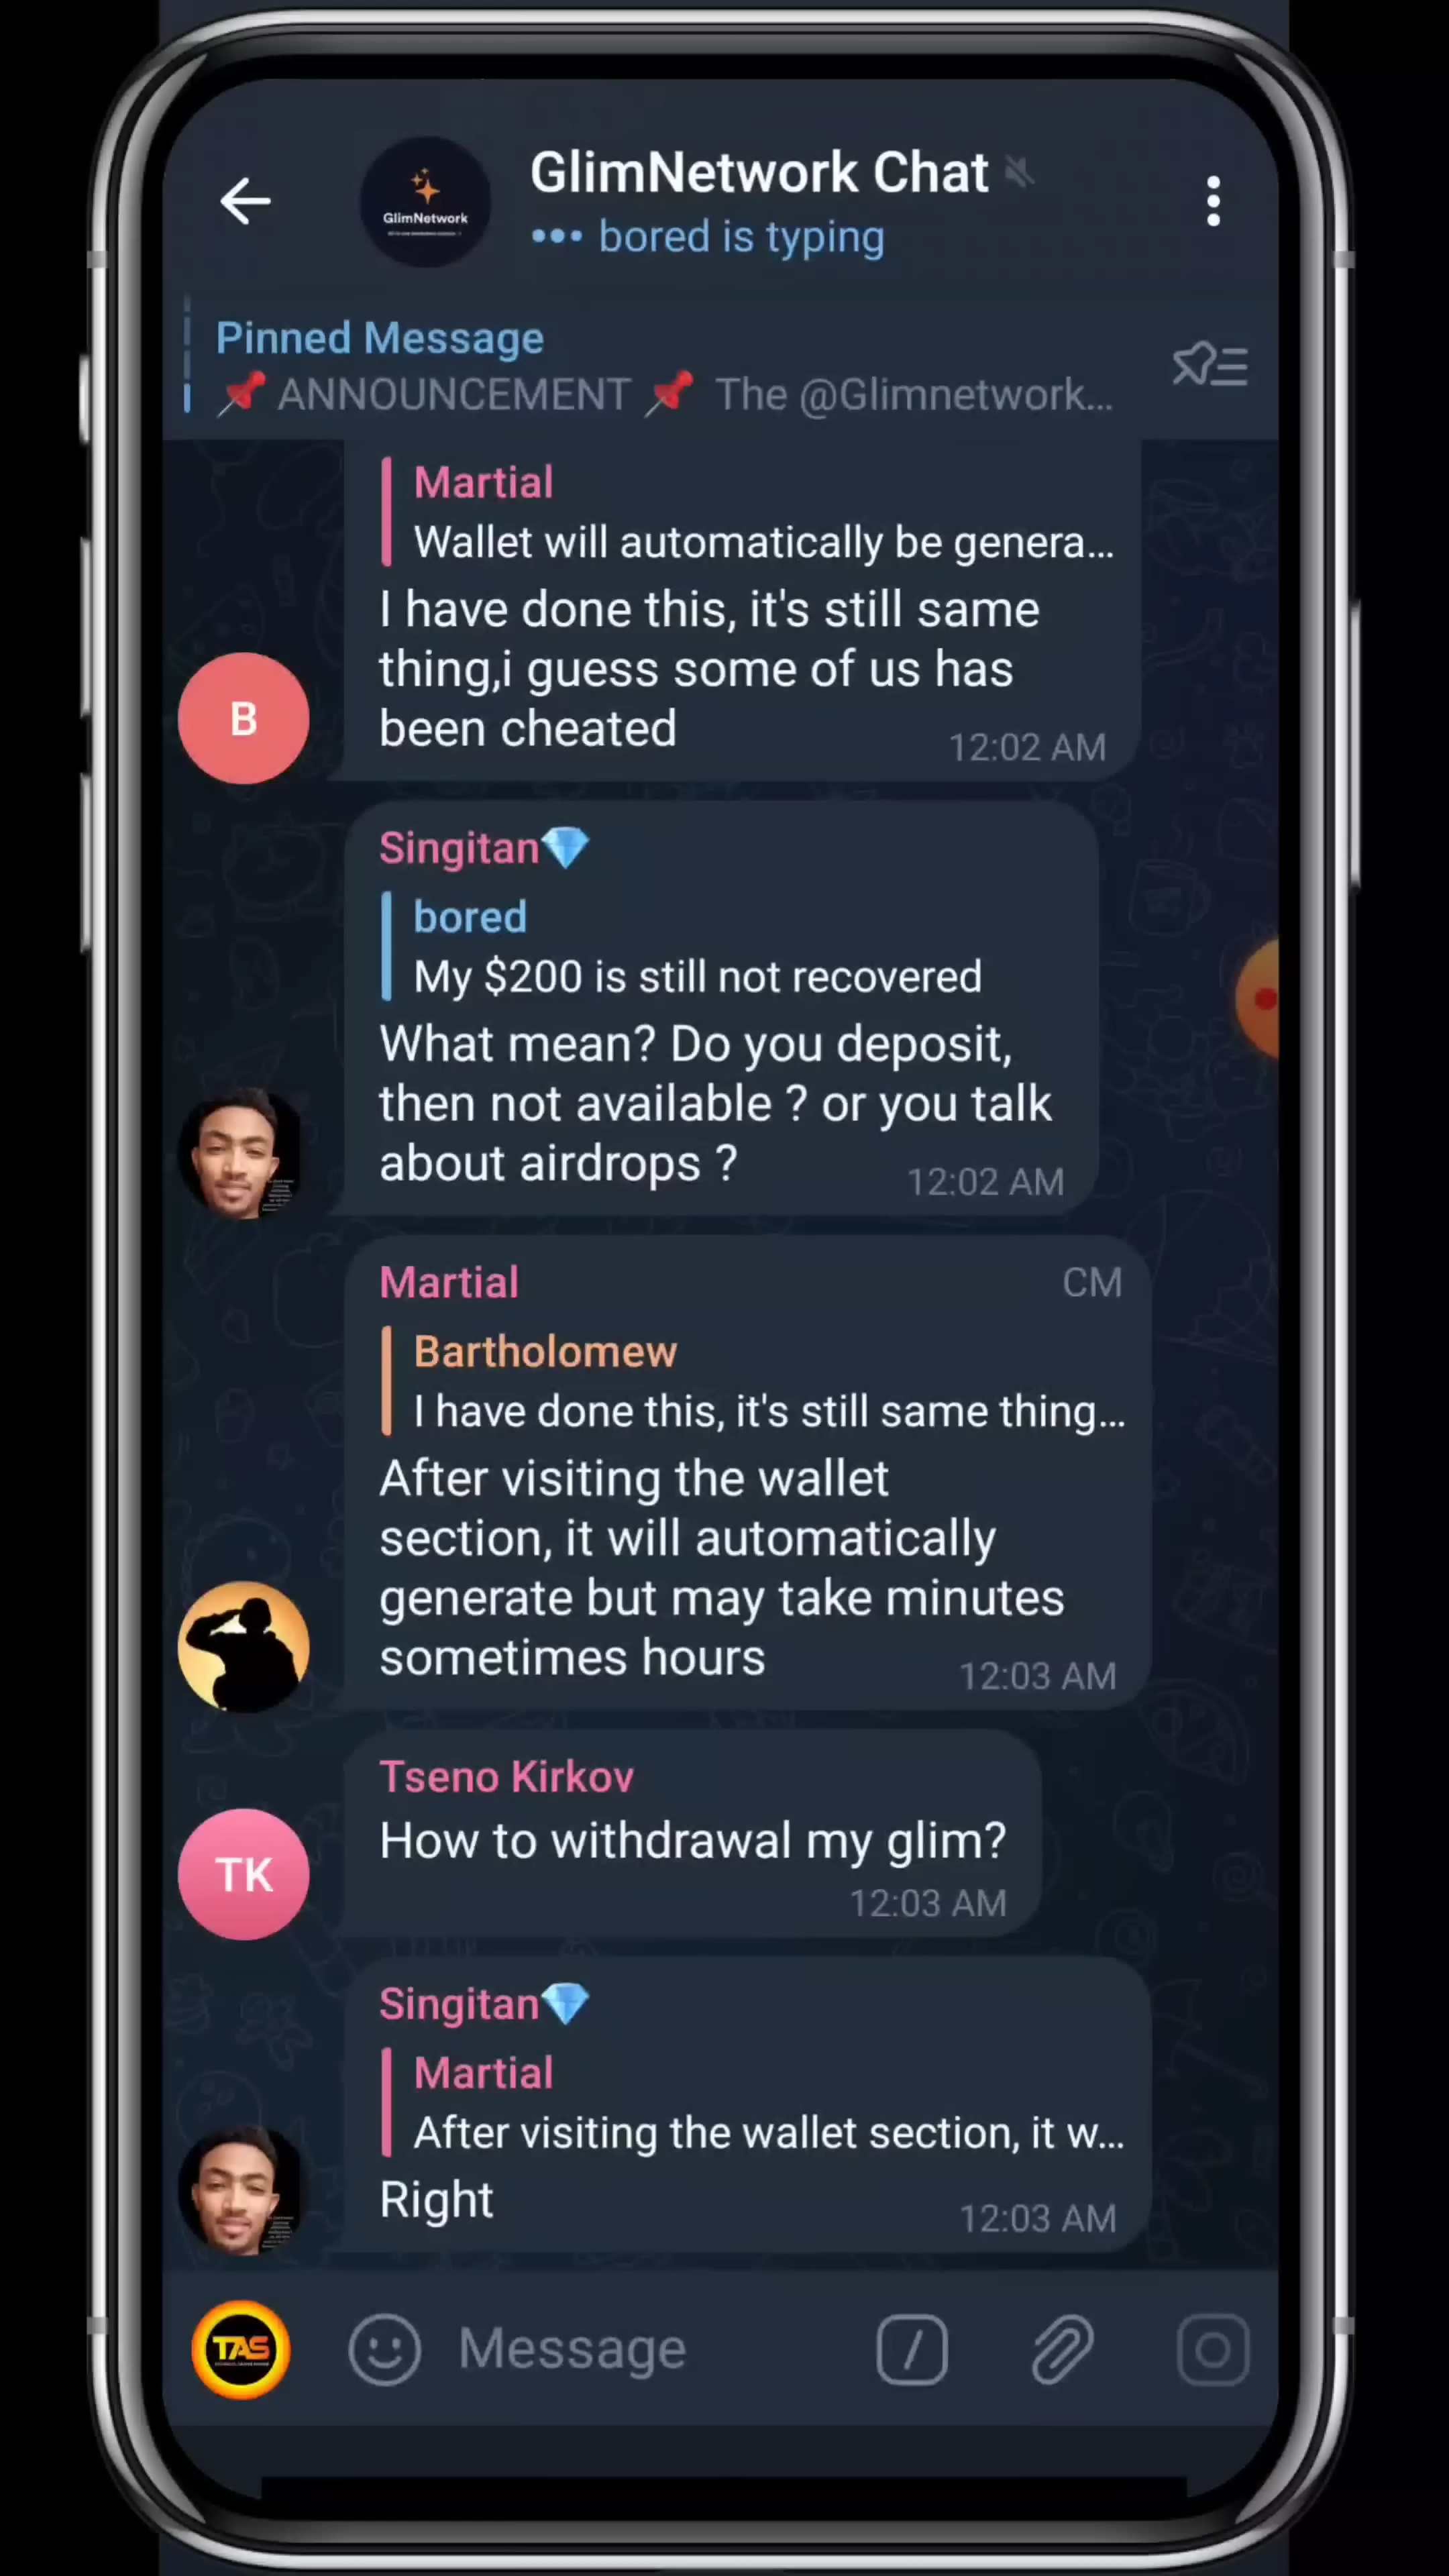 GlimNetwork Chat
GlimNetwork
••• bored is typing
Pinned Message
📌 ANNOUNCEMENT 📌 The @Glimnetwork...
Martial
Wallet will automatically be genera...
I have done this, it's still same
thing,i guess some of us has
been cheated
12:02 AM
B
Singitan💎
bored
My $200 is still not recovered
What mean? Do you deposit,
then not available ? or you talk
about airdrops ?
12:02 AM
Martial CM
Bartholomew
I have done this, it's still same thing...
After visiting the wallet
section, it will automatically
generate but may take minutes
sometimes hours
12:03 AM
Tseno Kirkov
How to withdrawal my glim?
12:03 AM
TK
Singitan💎
Martial
After visiting the wallet section, it w...
Right
12:03 AM
TAS
Message